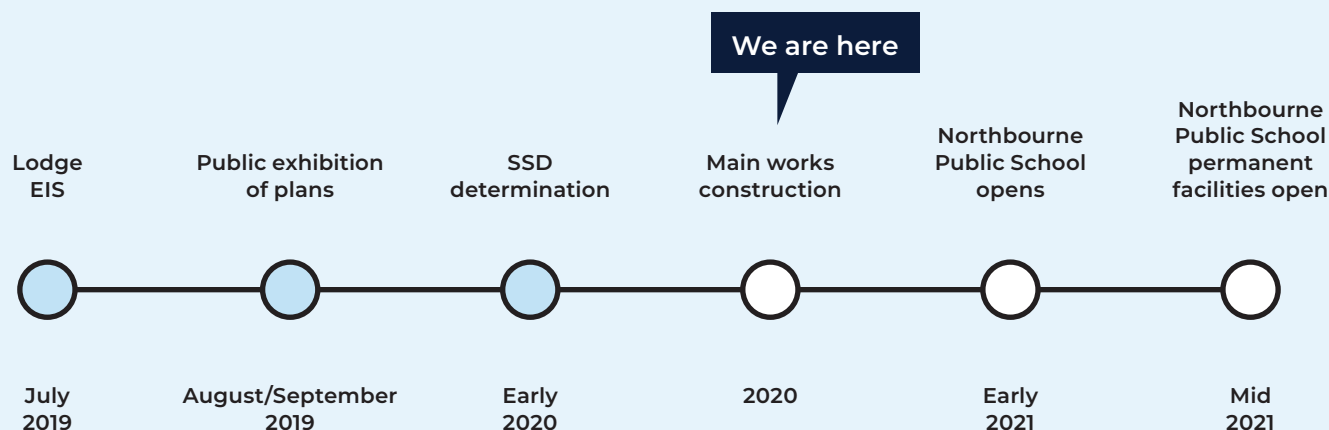 We are here
Lodge
EIS
Public exhibition
of plans
SSD
determination
Main works
construction
Northbourne
Public School
opens
Northbourne
Public School
permanent
facilities open
July
2019
August/September
2019
Early
2020
2020
Early
2021
Mid
2021